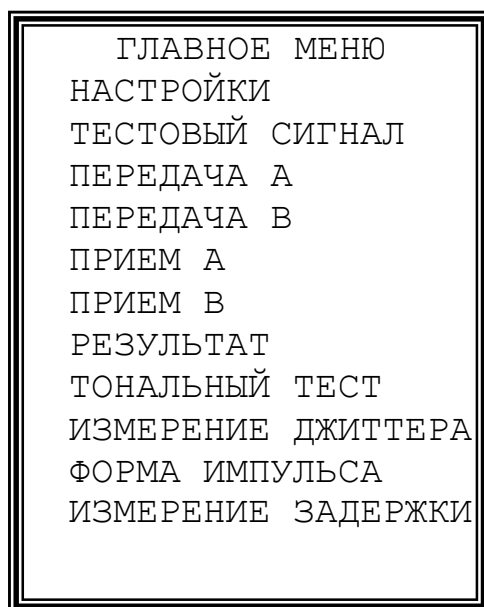 ГЛАВНОЕ МЕНЮ
НАСТРОЙКИ
ТЕСТОВЫЙ СИГНАЛ
ПЕРЕДАЧА А
ПЕРЕДАЧА В
ПРИЕМ А
ПРИЕМ В
РЕЗУЛЬТАТ
ТОНАЛЬНЫЙ ТЕСТ
ИЗМЕРЕНИЕ ДЖИТТЕРА
ФОРМА ИМПУЛЬСА
ИЗМЕРЕНИЕ ЗАДЕРЖКИ